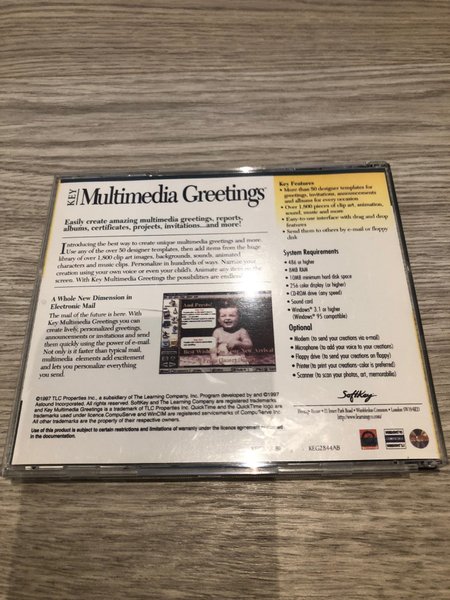 KEY
Multimedia Greetings
Easily create amazing multimedia greetings, reports,
albums, certificates, projects, invitations...and more!
Introducing the best way to create unique multimedia greetings and more.
Use any of the over 50 designer templates, then add items from the huge
library of over 1,800 clip art images, backgrounds, sounds, animated
characters and music clips. Personalize in hundreds of ways. Narrate your
creation using your own voice or even your child's. Animate any item on the
screen. With Key Multimedia Greetings the possibilities are endless
A Whole New Dimension in
Electronic Mail
The mail of the future is here. With
Key Multimedia Greetings you can
create lively, personalized greetings,
announcements or invitations and send
them quickly using the power of e-mail.
Not only is it faster than typical mail,
multimedia elements add excitement
and lets you personalize everything
you send.
And Presto!
©1997 TLC Properties Inc., a subsidiary of The Learning Company, Inc. Program developed by and ©1997
Astound Incorporated. All rights reserved. SoftKey and The Learning Company are registered trademarks,
and Key Multimedia Greetings is a trademark of TLC Properties Inc. QuickTime and the QuickTime logo are
trademarks used under licence CompuServe and WinCIM are registered trademarks of CompuServe Inc.
All other trademarks are the property of their respective owners.
Use of this product is subject to certain restrictions and limitations of warranty under the licence agreement
in the documentation.
Key Features
• More than 50 designer templates for
greetings, invitations, announcements
and albums for every occasion
• Over 1,800 pieces of clip art, animation,
sound, music and more
• Easy-to-use interface with drag and drop
features
• Send them to others by e-mail or floppy
disk
System Requirements
• 486 or higher
• 8MB RAM
• 10MB minimum hard disk space
• 256 color display (or higher)
• CD-ROM drive (any speed)
• Sound card
• Windows® 3.1 or higher
(Windows® 95 compatible)
Optional
• Modem (to send your creations via e-mail)
• Microphone (to add your voice to your creations)
• Floppy drive (to send your creations on floppy)
• Printer (to print your creations-color is preferred)
• Scanner (to scan your photos, art, memorabilia)
SoftKey
KEG2844AB